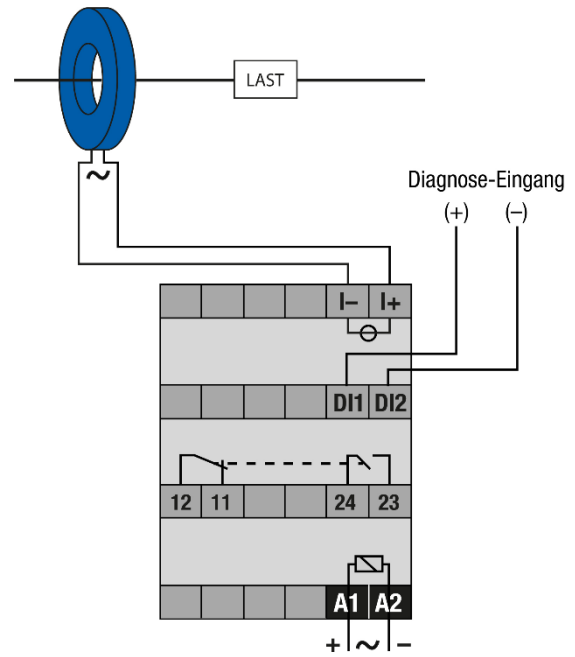 LAST
~
Diagnose-Eingang
(+) (–)
I– I+
DI1 DI2
12 11 24 23
A1 A2
+ ~ –